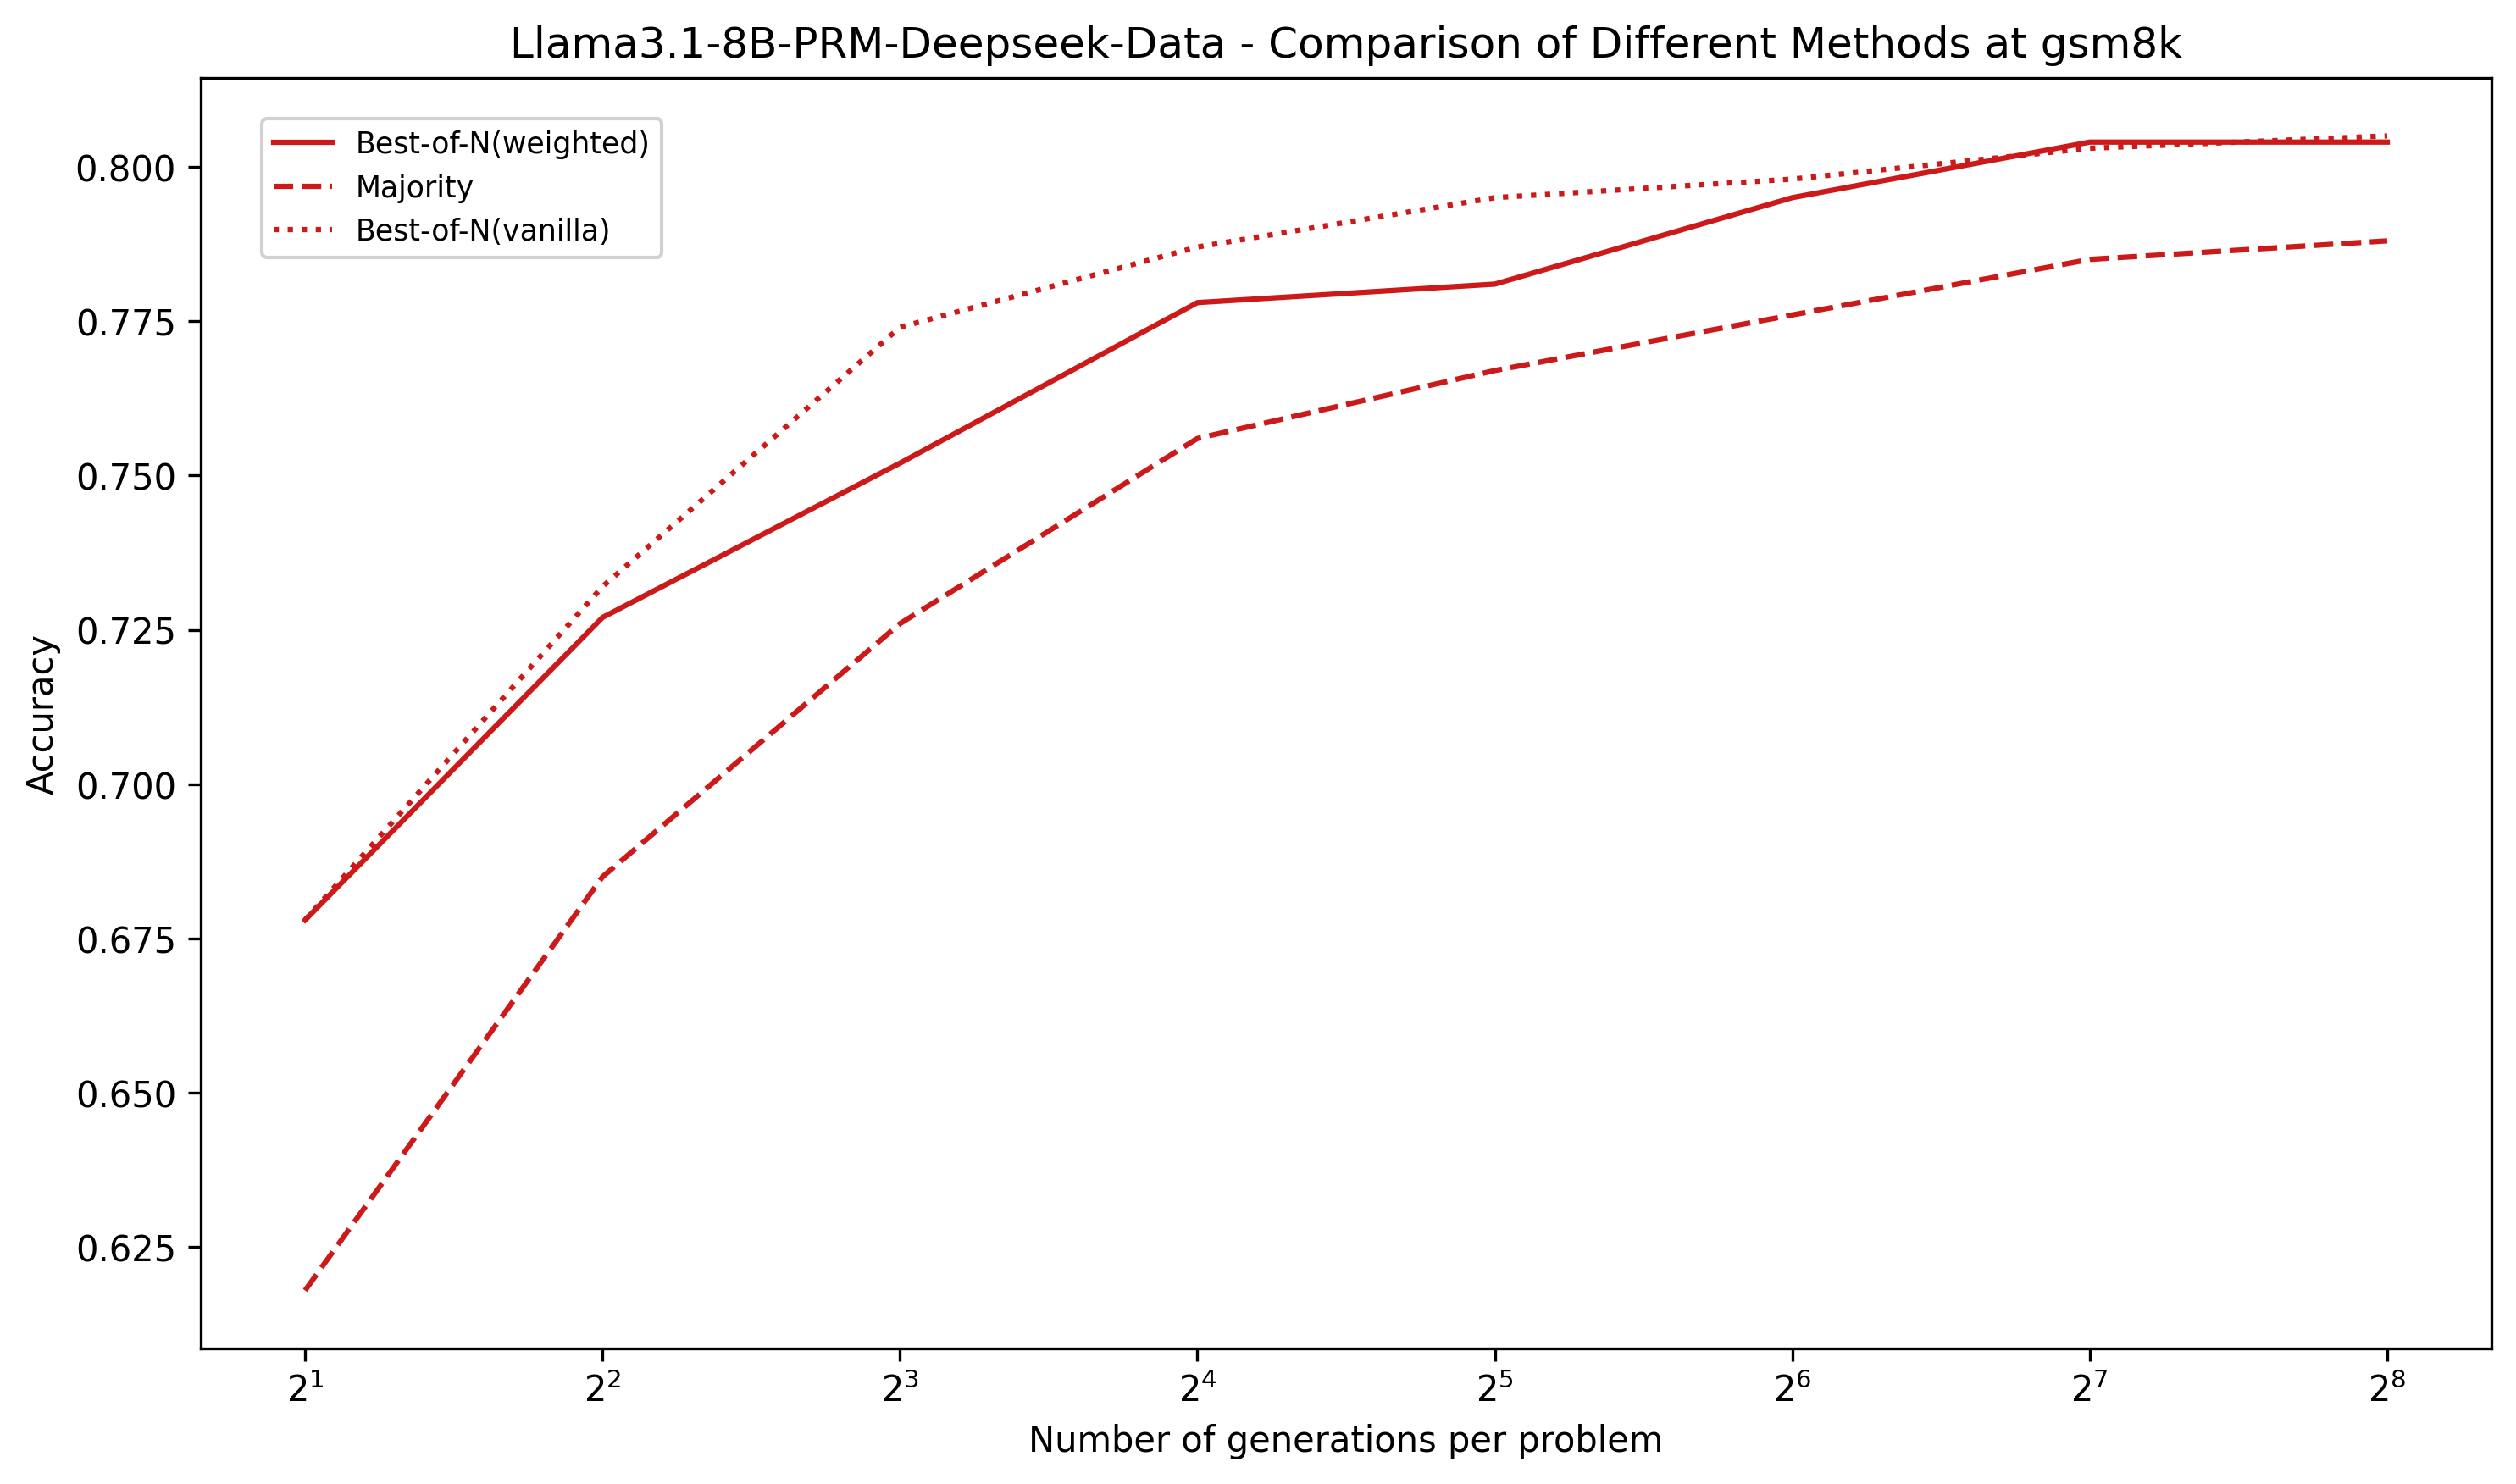 Llama3.1-8B-PRM-Deepseek-Data - Comparison of Different Methods at gsm8k
Best-of-N(weighted)
Majority
Best-of-N(vanilla)
Accuracy
0.800
0.775
0.750
0.725
0.700
0.675
0.650
0.625
2¹ 2² 2³ 2⁴ 2⁵ 2⁶ 2⁷ 2⁸
Number of generations per problem